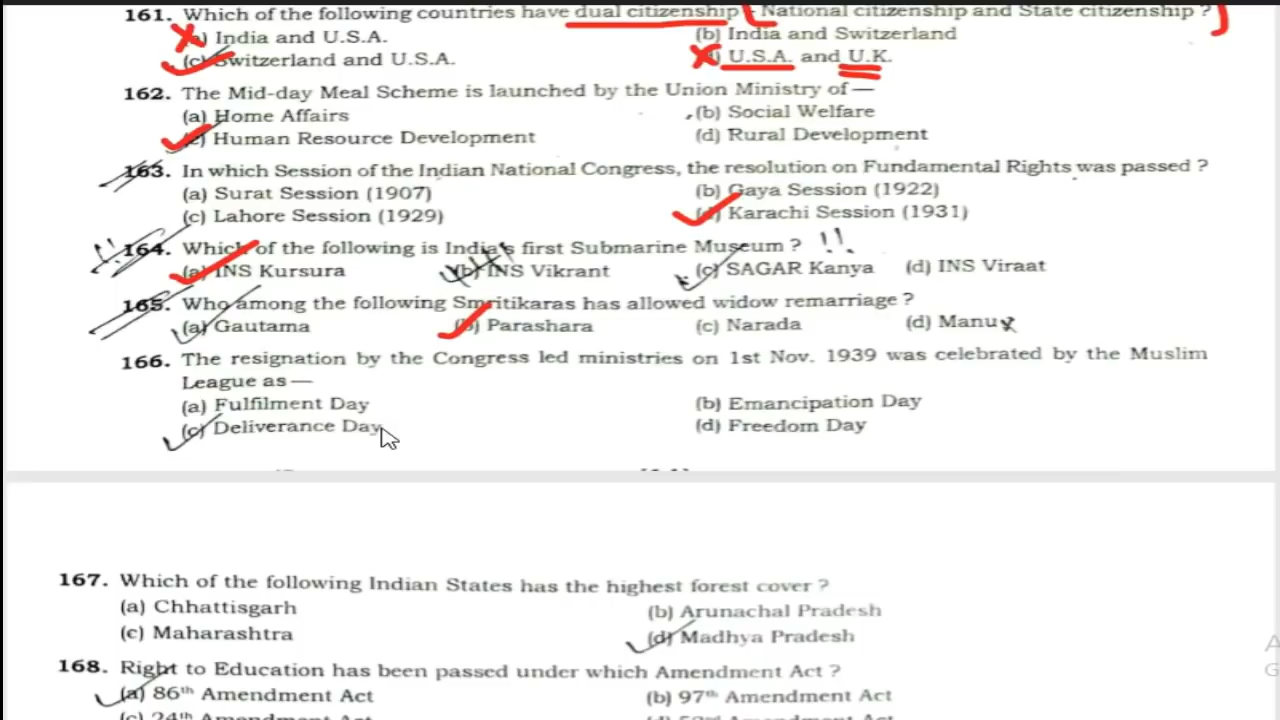 161. Which of the following countries have dual citizenship - National citizenship and State citizenship ?
(a) India and U.S.A. (b) India and Switzerland
(c) Switzerland and U.S.A. (d) U.S.A. and U.K.
162. The Mid-day Meal Scheme is launched by the Union Ministry of—
(a) Home Affairs (b) Social Welfare
(c) Human Resource Development (d) Rural Development
163. In which Session of the Indian National Congress, the resolution on Fundamental Rights was passed ?
(a) Surat Session (1907) (b) Gaya Session (1922)
(c) Lahore Session (1929) (d) Karachi Session (1931)
164. Which of the following is India's first Submarine Museum ? !!
(a) INS Kursura (b) INS Vikrant (c) SAGAR Kanya (d) INS Viraat
165. Who among the following Smritikaras has allowed widow remarriage ?
(a) Gautama (b) Parashara (c) Narada (d) Manu
166. The resignation by the Congress led ministries on 1st Nov. 1939 was celebrated by the Muslim
League as—
(a) Fulfilment Day (b) Emancipation Day
(c) Deliverance Day (d) Freedom Day
167. Which of the following Indian States has the highest forest cover ?
(a) Chhattisgarh (b) Arunachal Pradesh
(c) Maharashtra (d) Madhya Pradesh
168. Right to Education has been passed under which Amendment Act ?
(a) 86th Amendment Act (b) 97th Amendment Act
(c) 24th Amendment Act Amendment Act